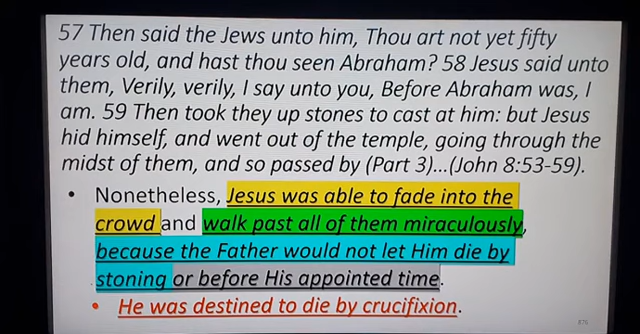 57 Then said the Jews unto him, Thou art not yet fifty
years old, and hast thou seen Abraham? 58 Jesus said unto
them, Verily, verily, I say unto you, Before Abraham was, I
am. 59 Then took they up stones to cast at him: but Jesus
hid himself, and went out of the temple, going through the
midst of them, and so passed by (Part 3)...(John 8:53-59).
• Nonetheless, Jesus was able to fade into the
crowd and walk past all of them miraculously,
because the Father would not let Him die by
stoning or before His appointed time.
• He was destined to die by crucifixion.